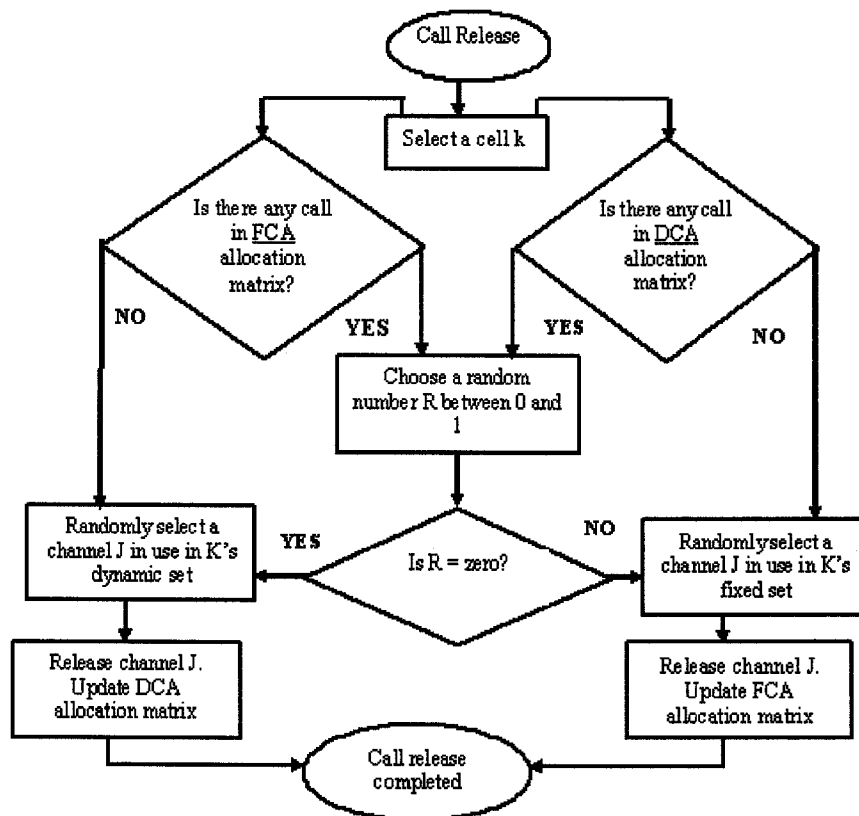 Call Release
Select a cell k
Is there any call
in FCA
allocation
matrix?
Is there any call
in DCA
allocation
matrix?
NO
YES
YES
NO
Choose a random
number R between 0 and
1
Randomly select a
channel J in use in K's
dynamic set
YES
Is R = zero?
NO
Randomly select a
channel J in use in K's
fixed set
Release channel J.
Update DCA
allocation matrix
Release channel J.
Update FCA
allocation matrix
Call release
completed